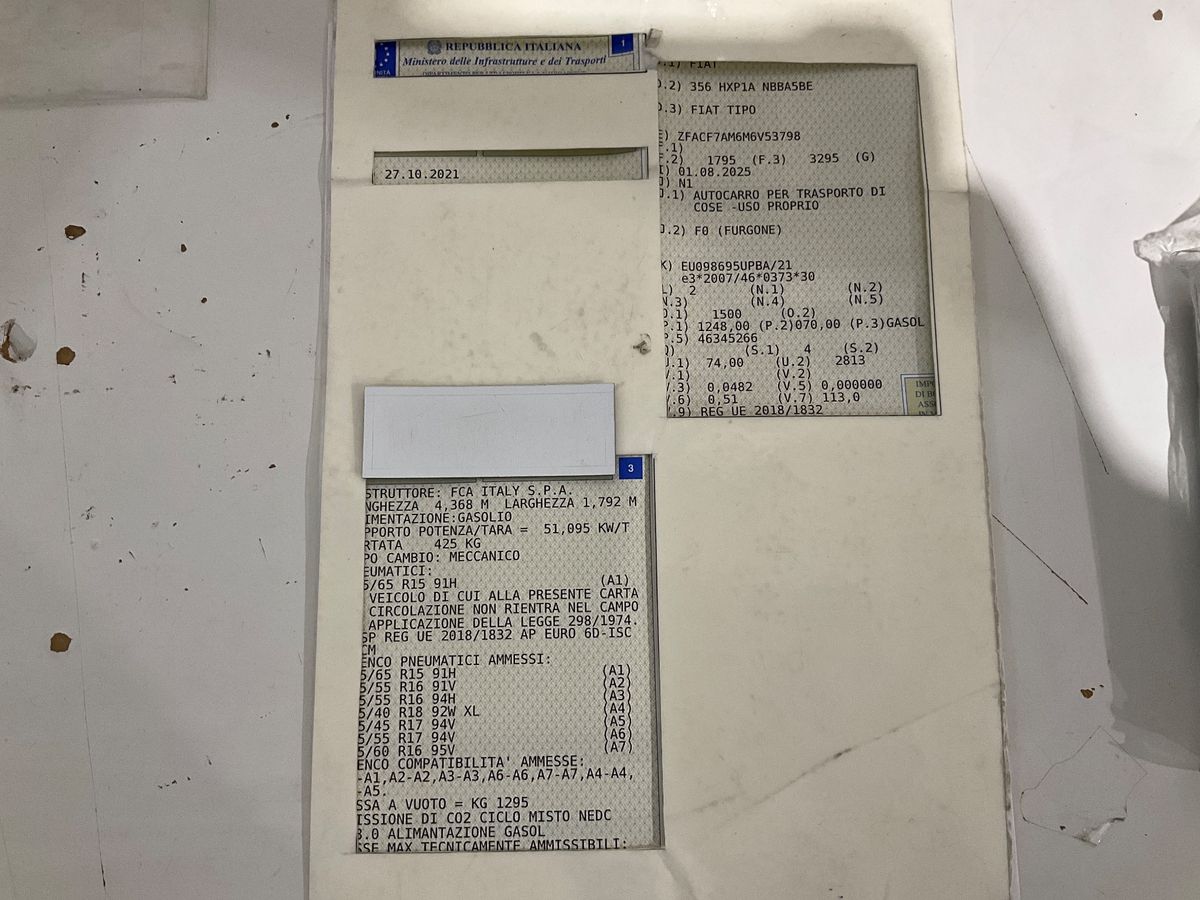 REPUBBLICA ITALIANA
1
Ministero delle Infrastrutture e dei Trasporti
27.10.2021
.1) FIAT
.2) 356 HXP1A NBBA5BE
.3) FIAT TIPO
E) ZFACF7AM6M6V53798
F.1)
F.2) 1795 (F.3) 3295 (G)
I) 01.08.2025
J) N1
J.1) AUTOCARRO PER TRASPORTO DI
COSE -USO PROPRIO
J.2) F0 (FURGONE)
K) EU098695UPBA/21
e3*2007/46*0373*30
L) 2 (N.1) (N.2)
N.3) (N.4) (N.5)
O.1) 1500 (O.2)
P.1) 1248,00 (P.2)070,00 (P.3)GASOL
P.5) 46345266
Q) (S.1) 4 (S.2)
U.1) 74,00 (U.2) 2813
V.1) (V.2)
V.3) 0,0482 (V.5) 0,000000
V.6) 0,51 (V.7) 113,0
V.9) REG UE 2018/1832
IMPO
DI BO
ASS
3
STRUTTORE: FCA ITALY S.P.A.
NGHEZZA 4,368 M LARGHEZZA 1,792 M
IMENTAZIONE:GASOLIO
PPORTO POTENZA/TARA = 51,095 KW/T
RTATA 425 KG
PO CAMBIO: MECCANICO
EUMATICI:
5/65 R15 91H (A1)
VEICOLO DI CUI ALLA PRESENTE CARTA
CIRCOLAZIONE NON RIENTRA NEL CAMPO
APPLICAZIONE DELLA LEGGE 298/1974.
SP REG UE 2018/1832 AP EURO 6D-ISC
CM
ENCO PNEUMATICI AMMESSI:
5/65 R15 91H (A1)
5/55 R16 91V (A2)
5/55 R16 94H (A3)
5/40 R18 92W XL (A4)
5/45 R17 94V (A5)
5/55 R17 94V (A6)
5/60 R16 95V (A7)
ENCO COMPATIBILITA' AMMESSE:
-A1,A2-A2,A3-A3,A6-A6,A7-A7,A4-A4,
-A5.
SSA A VUOTO = KG 1295
ISSIONE DI CO2 CICLO MISTO NEDC
3.0 ALIMANTAZIONE GASOL
SSE MAX TECNICAMENTE AMMISSIBILI: